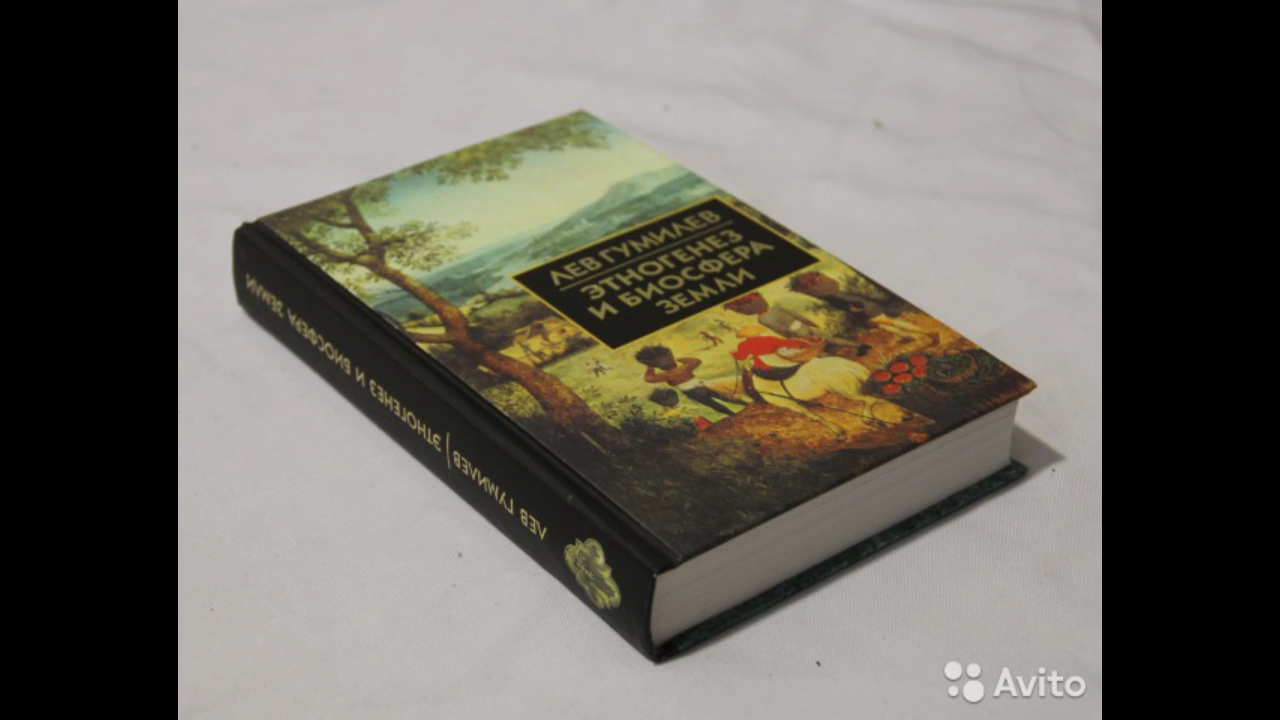 ЛЕВ ГУМИЛЕВ
ЭТНОГЕНЕЗ
И БИОСФЕРА
ЗЕМЛИ
ЛЕВ ГУМИЛЕВ | ЭТНОГЕНЕЗ И БИОСФЕРА ЗЕМЛИ
Avito